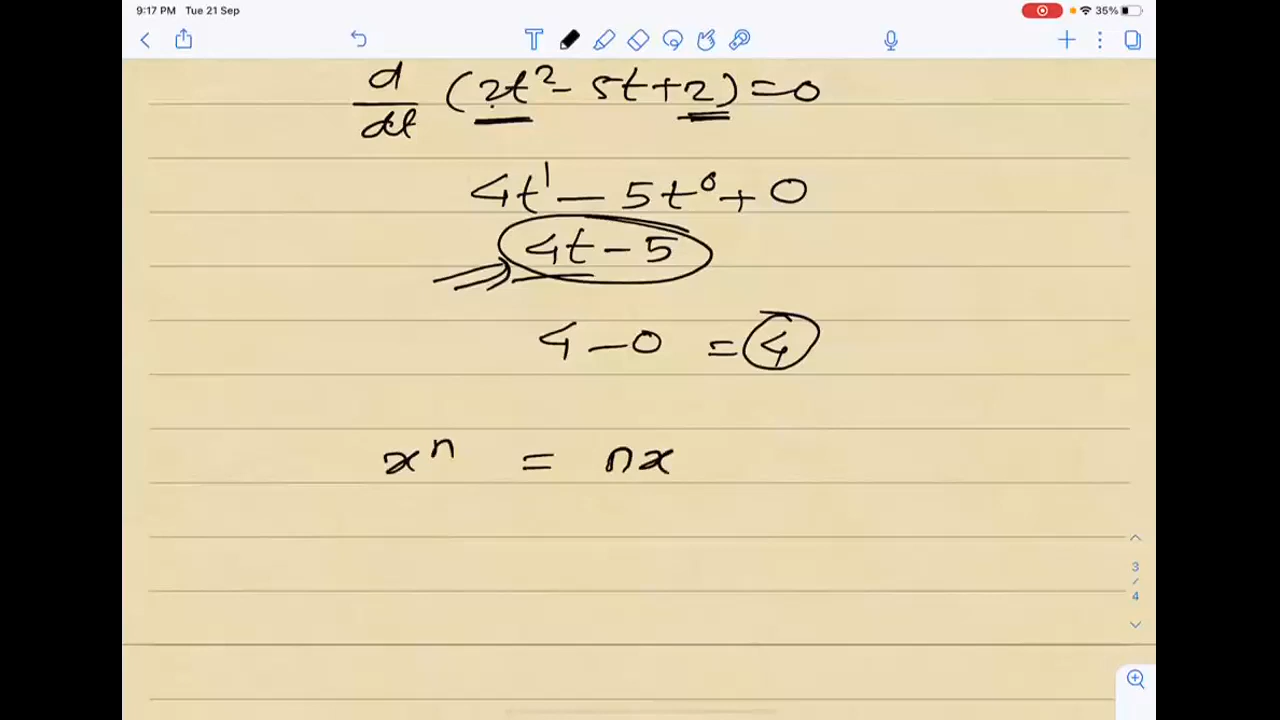 9:17 PM Tue 21 Sep 35%
d/dt (2t² - 5t + 2) = 0
4t¹ - 5t⁰ + 0
4t - 5
4 - 0 = 4
xⁿ = nx
3 / 4